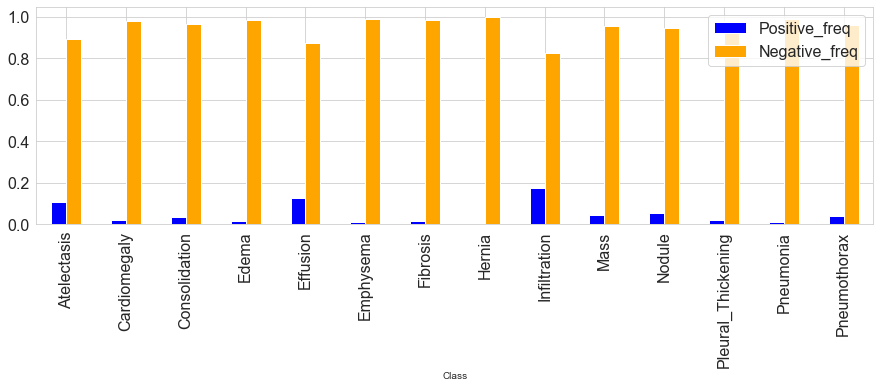 1.0
0.8
0.6
0.4
0.2
0.0
Positive_freq
Negative_freq
Atelectasis
Cardiomegaly
Consolidation
Edema
Effusion
Emphysema
Fibrosis
Hernia
Infiltration
Mass
Nodule
Pleural_Thickening
Pneumonia
Pneumothorax
Class